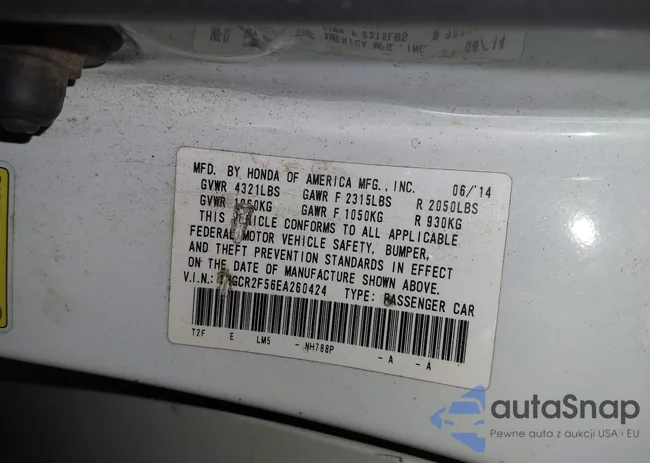 MFD. BY HONDA OF AMERICA MFG., INC. 06/14
GVWR 4321LBS GAWR F 2315LBS R 2050LBS
GVWR 1960KG GAWR F 1050KG R 930KG
THIS VEHICLE CONFORMS TO ALL APPLICABLE
FEDERAL MOTOR VEHICLE SAFETY, BUMPER,
AND THEFT PREVENTION STANDARDS IN EFFECT
ON THE DATE OF MANUFACTURE SHOWN ABOVE.
V.I.N.: GCR2F56EA260424 TYPE: PASSENGER CAR
T2F E LM5 - NH788P - A - A
autaSnap
Pewne auta z aukcji USA i EU